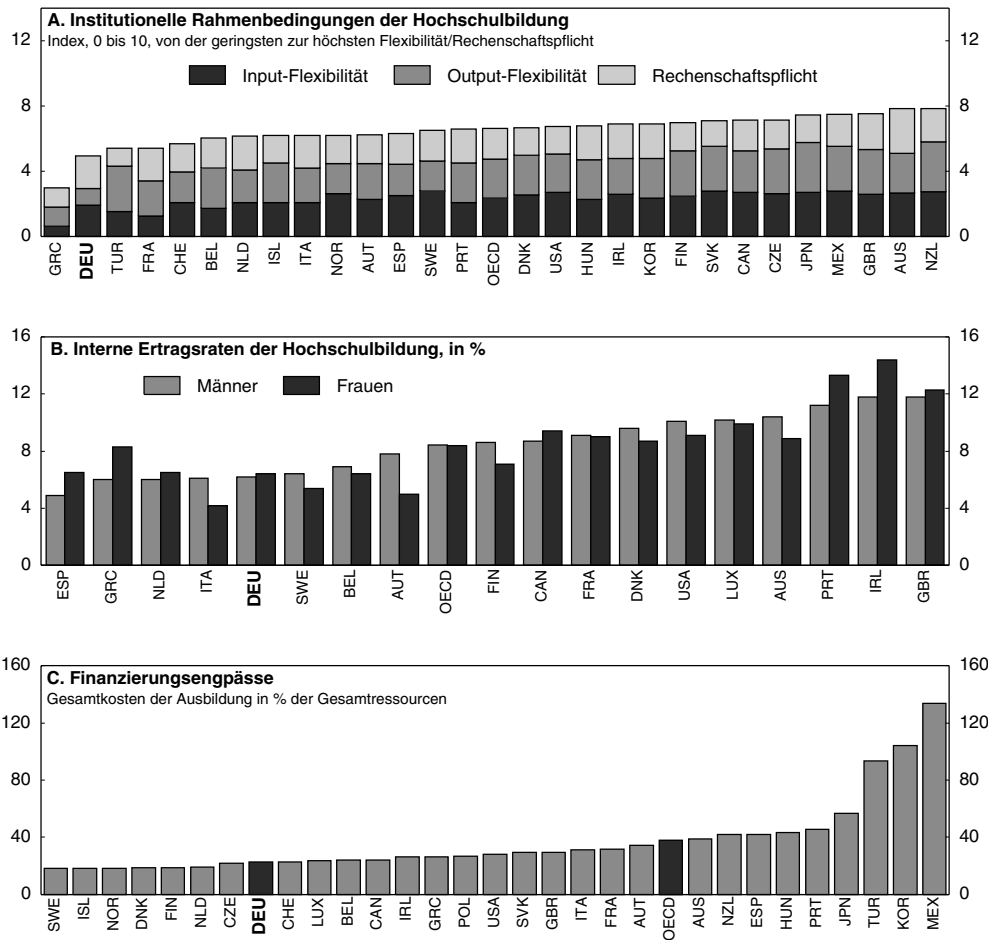 A. Institutionelle Rahmenbedingungen der Hochschulbildung
Index, 0 bis 10, von der geringsten zur höchsten Flexibilität/Rechenschaftspflicht
Input-Flexibilität Output-Flexibilität Rechenschaftspflicht
12 12
8 8
4 4
0 0
GRC DEU TUR FRA CHE BEL NLD ISL ITA NOR AUT ESP SWE PRT OECD DNK USA HUN IRL KOR FIN SVK CAN CZE JPN MEX GBR AUS NZL
B. Interne Ertragsraten der Hochschulbildung, in %
Männer Frauen
16 16
12 12
8 8
4 4
0 0
ESP GRC NLD ITA DEU SWE BEL AUT OECD FIN CAN FRA DNK USA LUX AUS PRT IRL GBR
C. Finanzierungsengpässe
Gesamtkosten der Ausbildung in % der Gesamtressourcen
160 160
120 120
80 80
40 40
0 0
SWE ISL NOR DNK FIN NLD CZE DEU CHE LUX BEL CAN IRL GRC POL USA SVK GBR ITA FRA AUT OECD AUS NZL ESP HUN PRT JPN TUR KOR MEX